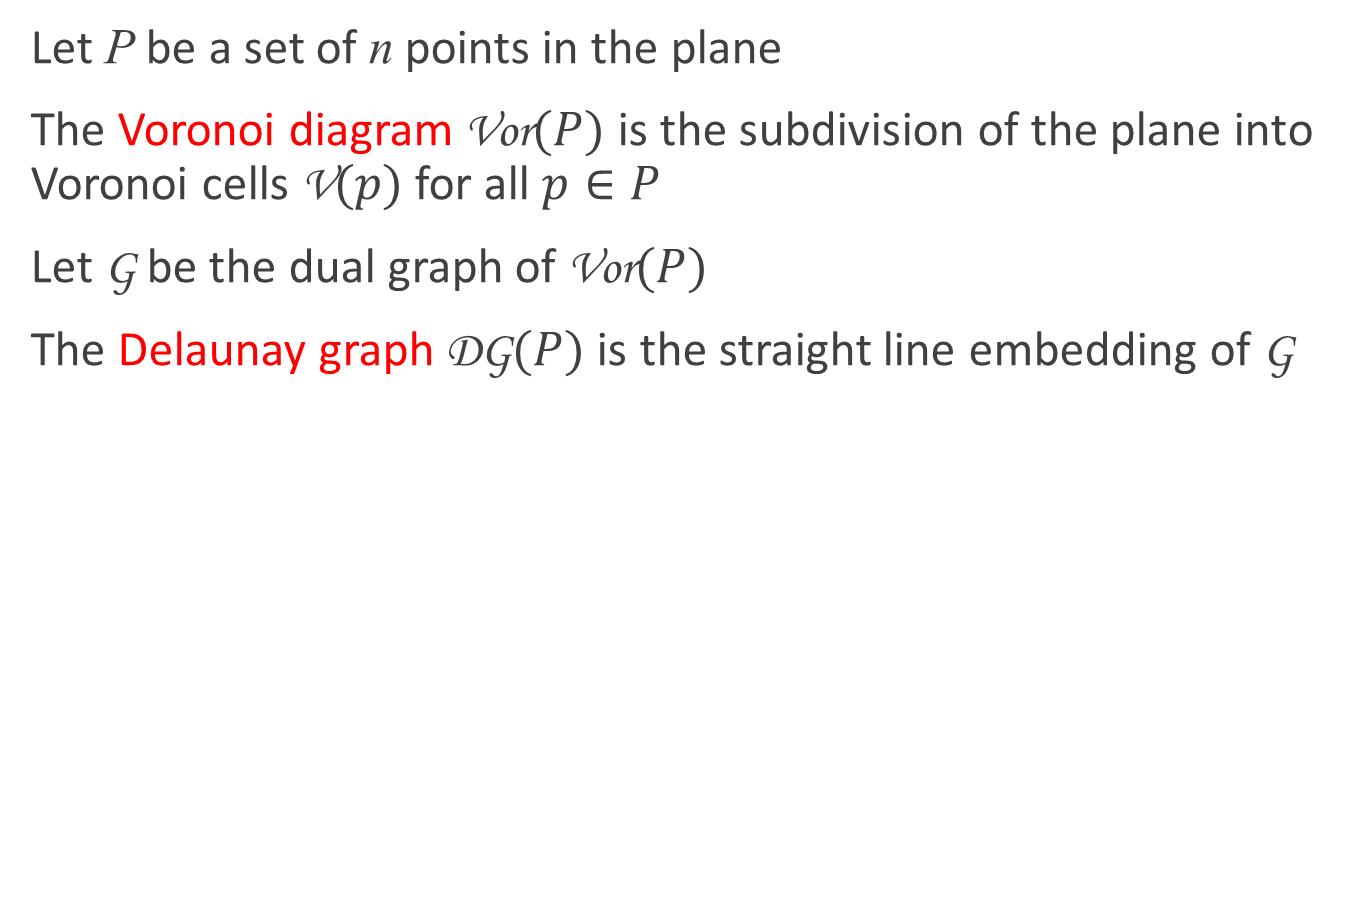 Let P be a set of n points in the plane
The Voronoi diagram 𝒱or(P) is the subdivision of the plane into
Voronoi cells 𝒱(p) for all p ∈ P
Let 𝒢 be the dual graph of 𝒱or(P)
The Delaunay graph 𝒟𝒢(P) is the straight line embedding of 𝒢